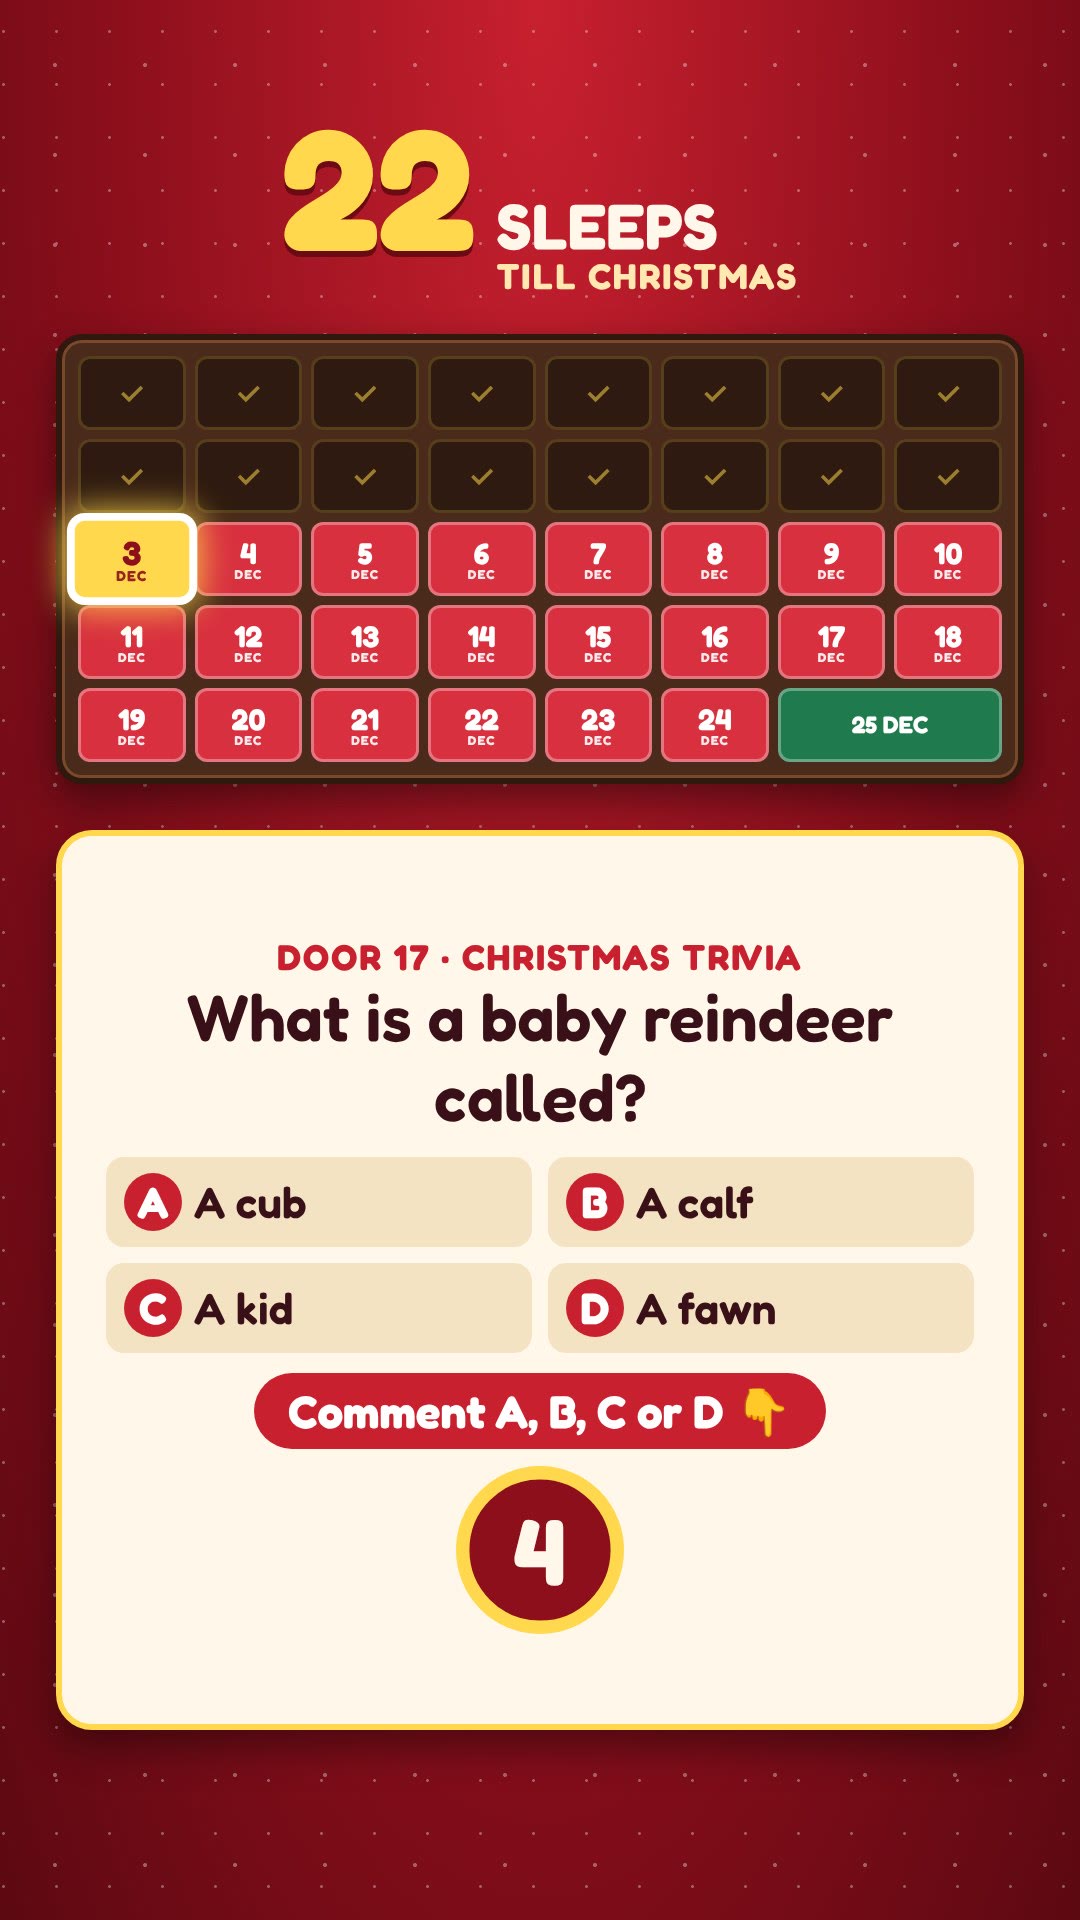 22 SLEEPS
TILL CHRISTMAS
3 DEC
4 DEC
5 DEC
6 DEC
7 DEC
8 DEC
9 DEC
10 DEC
11 DEC
12 DEC
13 DEC
14 DEC
15 DEC
16 DEC
17 DEC
18 DEC
19 DEC
20 DEC
21 DEC
22 DEC
23 DEC
24 DEC
25 DEC
DOOR 17 · CHRISTMAS TRIVIA
What is a baby reindeer
called?
A A cub
B A calf
C A kid
D A fawn
Comment A, B, C or D 👇
4